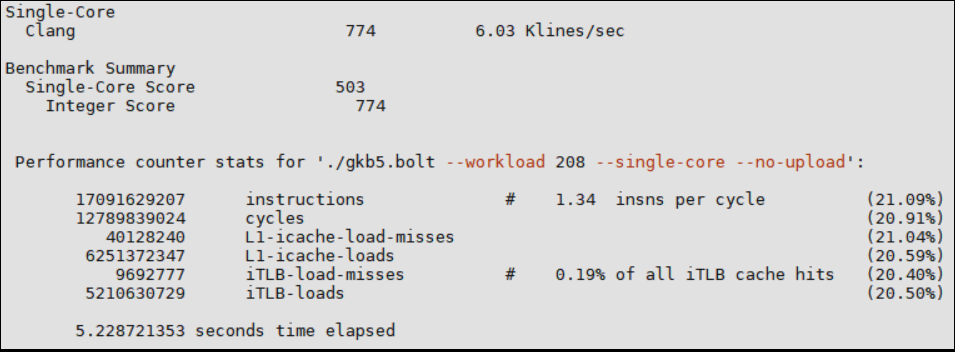 Single-Core
Clang 774 6.03 Klines/sec
Benchmark Summary
Single-Core Score 503
Integer Score 774
Performance counter stats for './gkb5.bolt --workload 208 --single-core --no-upload':
17091629207 instructions # 1.34 insns per cycle (21.09%)
12789839024 cycles (20.91%)
40128240 L1-icache-load-misses (21.04%)
6251372347 L1-icache-loads (20.59%)
9692777 iTLB-load-misses # 0.19% of all iTLB cache hits (20.40%)
5210630729 iTLB-loads (20.50%)
5.228721353 seconds time elapsed